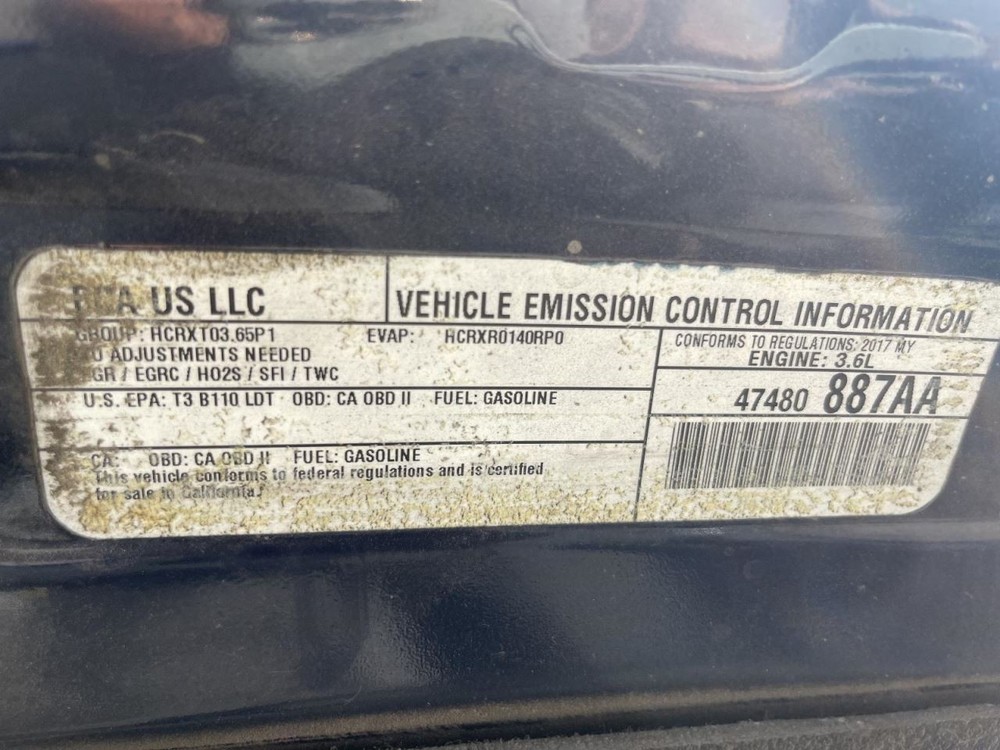 US LLC
VEHICLE EMISSION CONTROL INFORMATION
GROUP: HCRXT03.65P1 EVAP: HCRXR0140RP0
CONFORMS TO REGULATIONS: 2017 MY
ADJUSTMENTS NEEDED
ENGINE: 3.6L
EGR / EGRC / HO2S / SFI / TWC
U.S. EPA: T3 B110 LDT OBD: CA OBD II FUEL: GASOLINE
47480 887AA
CA: OBD: CA OBD II FUEL: GASOLINE
This vehicle conforms to federal regulations and is certified
for sale in California.